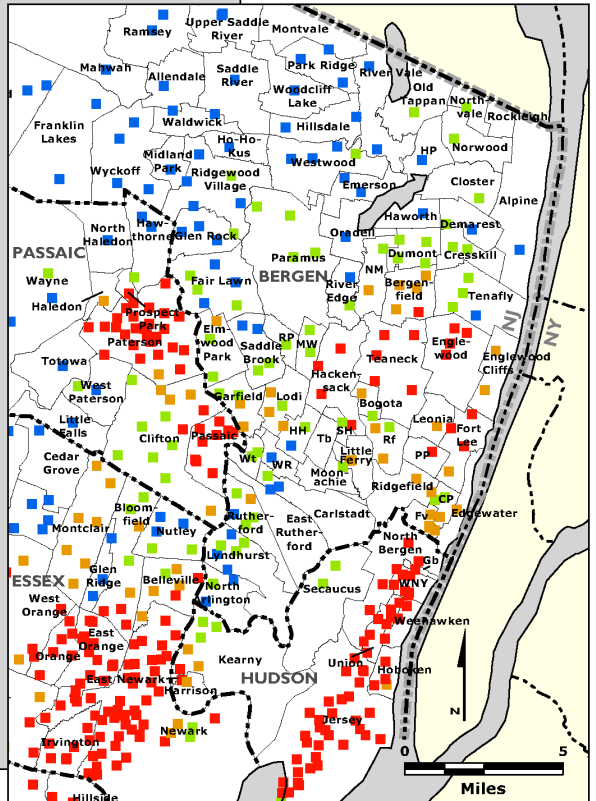 Upper Saddle
River
Montvale
Ramsey
Mahwah
Allendale
Saddle
River
Park Ridge
River Vale
Woodcliff
Lake
Old
Tappan
North-
vale
Rockleigh
Franklin
Lakes
Waldwick
Hillsdale
Ho-Ho-
Kus
Midland
Park
Westwood
HP
Norwood
Wyckoff
Ridgewood
Village
Emerson
Closter
Alpine
Haworth
Demarest
North
Haledon
Haw-
thorne
Glen Rock
Oradell
PASSAIC
Paramus
Dumont
Cresskill
Wayne
BERGEN
NM
Fair Lawn
River
Edge
Bergen-
field
Tenafly
Haledon
Prospect
Park
NJ
NY
Paterson
Elm-
wood
Park
Saddle
Brook
RP
MW
Teaneck
Engle-
wood
Englewood
Cliffs
Totowa
Hacken-
sack
West
Paterson
Garfield
Lodi
Bogota
Little
Falls
Clifton
Passaic
HH
Tb
SH
Rf
Leonia
Fort
Lee
Cedar
Grove
Wt
WR
Little
Ferry
PP
Moon-
achie
Ridgefield
CP
Bloom-
field
Carlstadt
Fv
Edgewater
Montclair
Nutley
Ruther-
ford
East
Ruther-
ford
North
Bergen
Lyndhurst
Gb
ESSEX
Glen
Ridge
Belleville
North
Arlington
Secaucus
WNY
West
Orange
Weehawken
East
Orange
Orange
Kearny
Union
Hoboken
East Newark
Harrison
HUDSON
Newark
Jersey
N
Irvington
0
5
Miles
Hillside